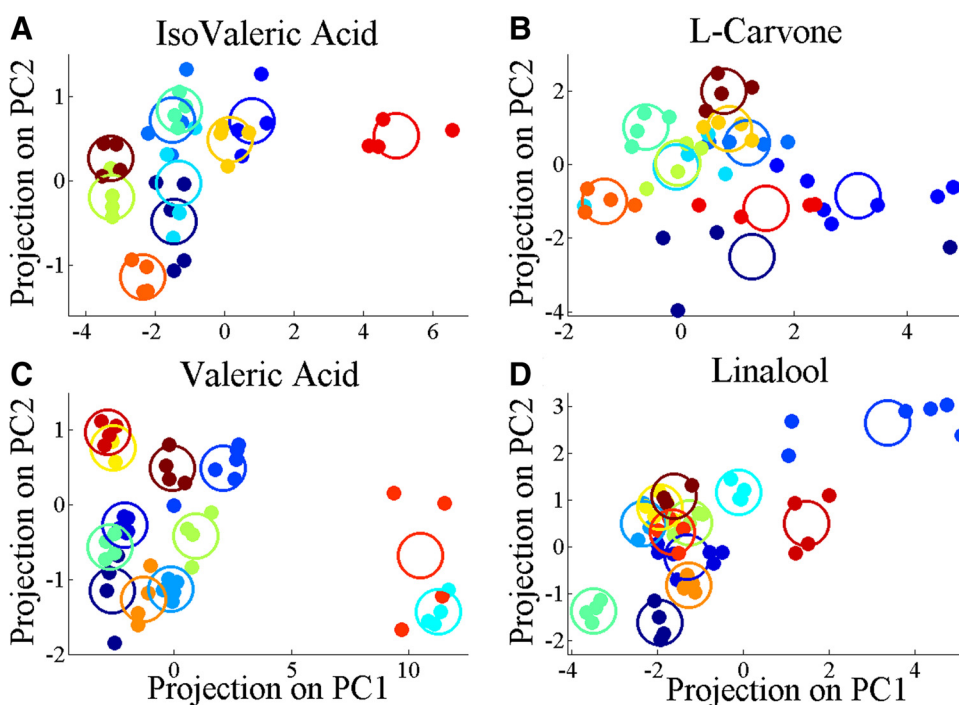 A
IsoValeric Acid
Projection on PC2
1
0
-1
-4
-2
0
2
4
6
B
L-Carvone
Projection on PC2
2
0
-2
-4
-2
0
2
4
C
Valeric Acid
Projection on PC2
1
0
-1
-2
0
5
10
Projection on PC1
D
Linalool
Projection on PC2
3
2
1
0
-1
-2
-4
-2
0
2
4
Projection on PC1